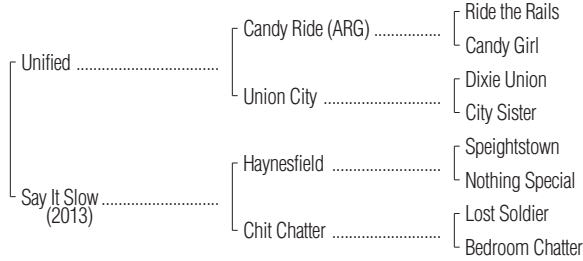 Ride the Rails
Candy Ride (ARG) ................
Candy Girl
Unified ...................................
Dixie Union
Union City .............................
City Sister
Speightstown
Haynesfield ...........................
Nothing Special
Say It Slow .............................
(2013)
Lost Soldier
Chit Chatter ...........................
Bedroom Chatter